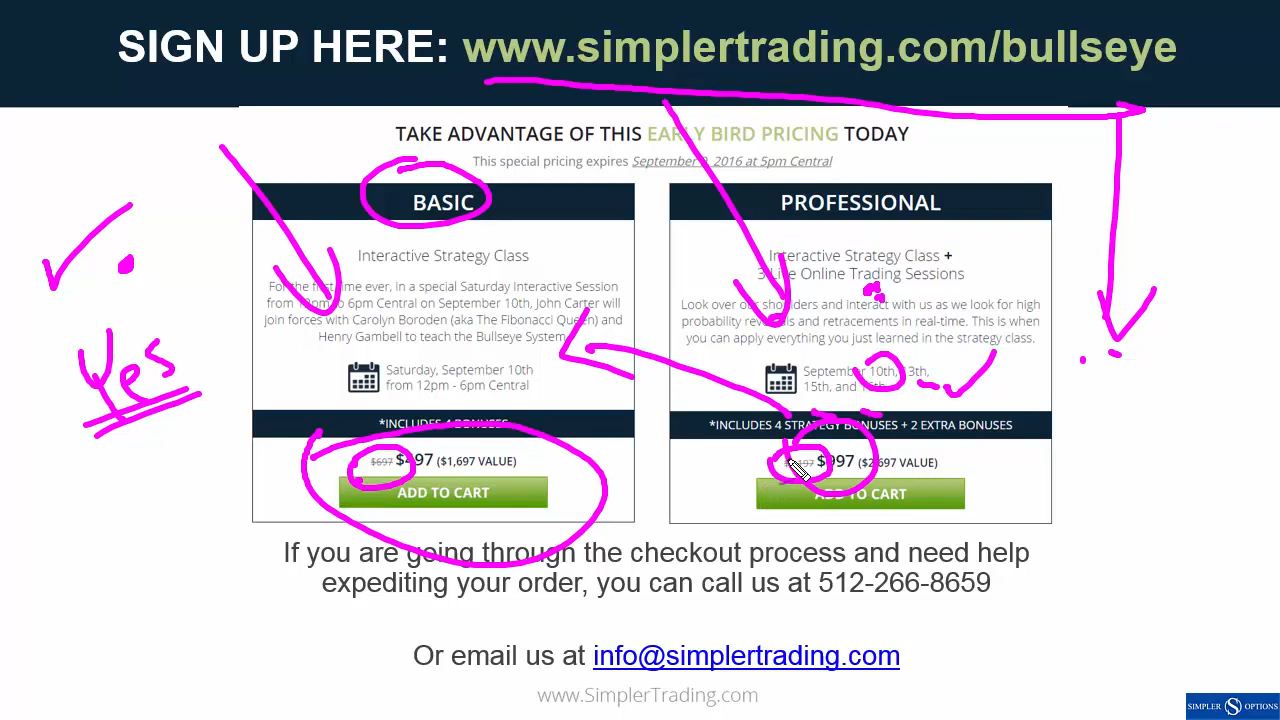 SIGN UP HERE: www.simplertrading.com/bullseye
TAKE ADVANTAGE OF THIS EARLY BIRD PRICING TODAY
This special pricing expires September 9, 2016 at 5pm Central
BASIC
Interactive Strategy Class
For the first time ever, in a special Saturday Interactive Session
from 12pm to 6pm Central on September 10th, John Carter will
join forces with Carolyn Boroden (aka The Fibonacci Queen) and
Henry Gambell to teach the Bullseye System.
Saturday, September 10th
from 12pm - 6pm Central
*INCLUDES 4 BONUSES
$697 $497 ($1,697 VALUE)
ADD TO CART
PROFESSIONAL
Interactive Strategy Class +
3 Live Online Trading Sessions
Look over our shoulders and interact with us as we look for high
probability reversals and retracements in real-time. This is when
you can apply everything you just learned in the strategy class.
September 10th, 13th,
15th, and
*INCLUDES 4 STRATEGY BONUSES + 2 EXTRA BONUSES
$997 ($2,697 VALUE)
ADD TO CART
Yes
If you are going through the checkout process and need help
expediting your order, you can call us at 512-266-8659
Or email us at info@simplertrading.com
www.SimplerTrading.com
SIMPLER S OPTIONS